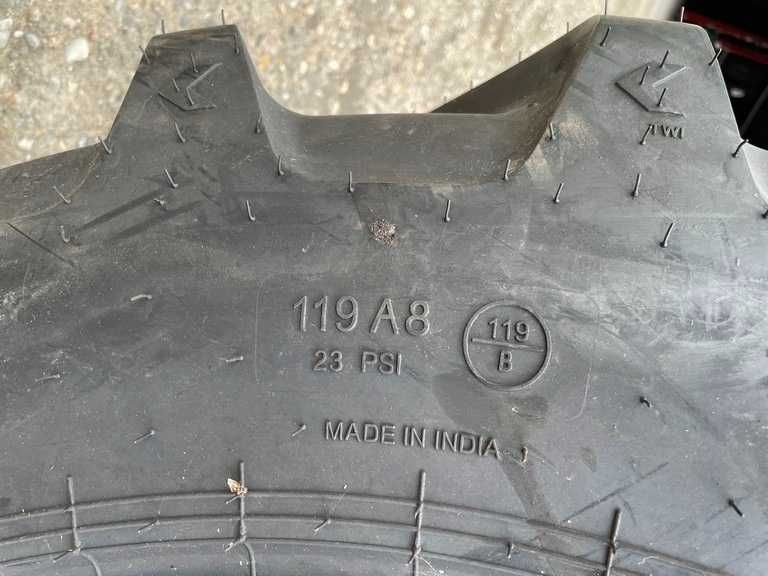 TWI
119 A8
119
B
23 PSI
MADE IN INDIA